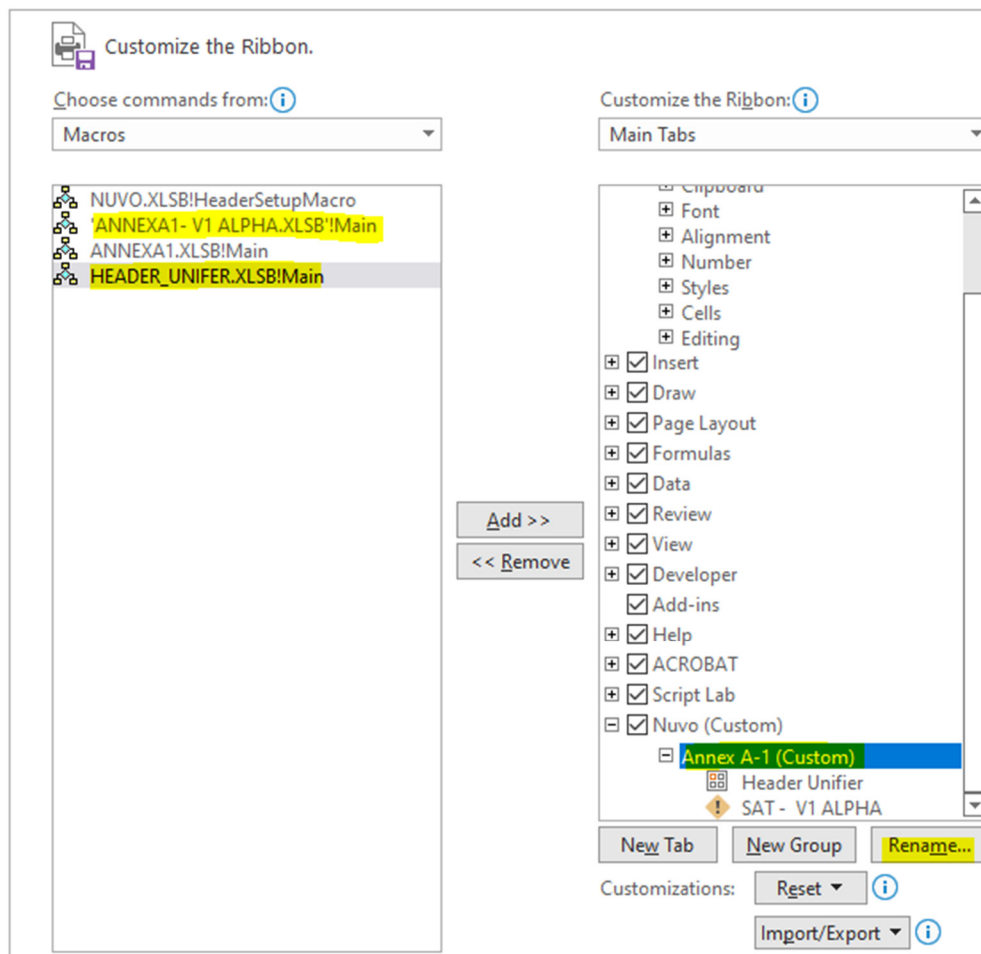 Customize the Ribbon.
Choose commands from:
Customize the Ribbon:
Macros
Main Tabs
NUVO.XLSB!HeaderSetupMacro
'ANNEXA1- V1 ALPHA.XLSB'!Main
ANNEXA1.XLSB!Main
HEADER_UNIFER.XLSB!Main
Clipboard
Font
Alignment
Number
Styles
Cells
Editing
Insert
Draw
Page Layout
Formulas
Data
Review
View
Developer
Add-ins
Help
ACROBAT
Script Lab
Nuvo (Custom)
Annex A-1 (Custom)
Header Unifier
SAT - V1 ALPHA
Add >>
<< Remove
New Tab
New Group
Rename...
Customizations:
Reset
Import/Export